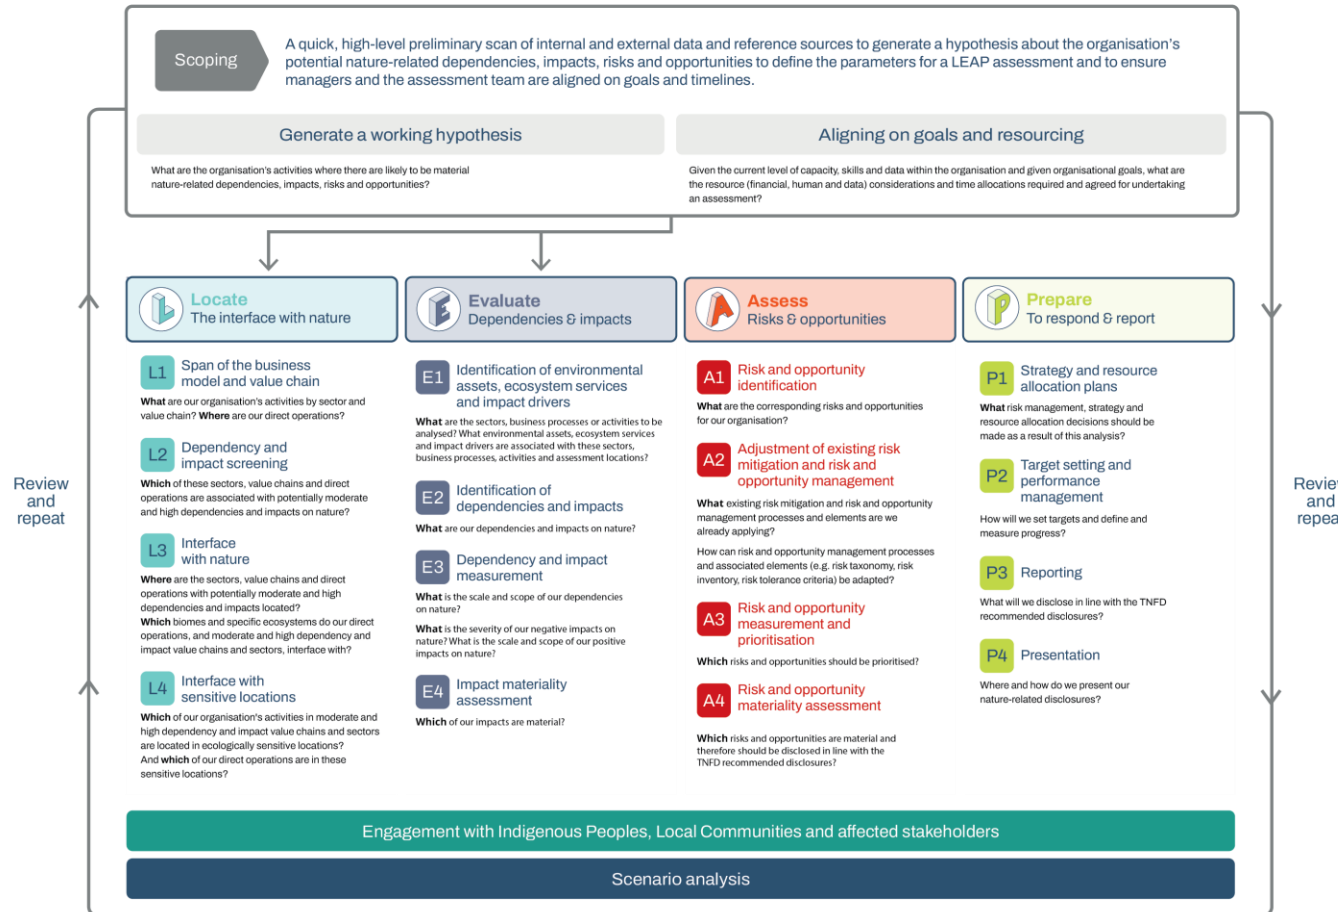 Scoping
A quick, high-level preliminary scan of internal and external data and reference sources to generate a hypothesis about the organisation's
potential nature-related dependencies, impacts, risks and opportunities to define the parameters for a LEAP assessment and to ensure
managers and the assessment team are aligned on goals and timelines.
Generate a working hypothesis
What are the organisation's activities where there are likely to be material
nature-related dependencies, impacts, risks and opportunities?
Aligning on goals and resourcing
Given the current level of capacity, skills and data within the organisation and given organisational goals, what are
the resource (financial, human and data) considerations and time allocations required and agreed for undertaking
an assessment?
Review
and
repeat
L
Locate
The interface with nature
L1
Span of the business
model and value chain
What are our organisation's activities by sector and
value chain? Where are our direct operations?
L2
Dependency and
impact screening
Which of these sectors, value chains and direct
operations are associated with potentially moderate
and high dependencies and impacts on nature?
L3
Interface
with nature
Where are the sectors, value chains and direct
operations with potentially moderate and high
dependencies and impacts located?
Which biomes and specific ecosystems do our direct
operations, and moderate and high dependency and
impact value chains and sectors, interface with?
L4
Interface with
sensitive locations
Which of our organisation's activities in moderate and
high dependency and impact value chains and sectors
are located in ecologically sensitive locations?
And which of our direct operations are in these
sensitive locations?
E
Evaluate
Dependencies & impacts
E1
Identification of environmental
assets, ecosystem services
and impact drivers
What are the sectors, business processes or activities to be
analysed? What environmental assets, ecosystem services
and impact drivers are associated with these sectors,
business processes, activities and assessment locations?
E2
Identification of
dependencies and impacts
What are our dependencies and impacts on nature?
E3
Dependency and impact
measurement
What is the scale and scope of our dependencies
on nature?
What is the severity of our negative impacts on
nature? What is the scale and scope of our positive
impacts on nature?
E4
Impact materiality
assessment
Which of our impacts are material?
A
Assess
Risks & opportunities
A1
Risk and opportunity
identification
What are the corresponding risks and opportunities
for our organisation?
A2
Adjustment of existing risk
mitigation and risk and
opportunity management
What existing risk mitigation and risk and opportunity
management processes and elements are we
already applying?
How can risk and opportunity management processes
and associated elements (e.g. risk taxonomy, risk
inventory, risk tolerance criteria) be adapted?
A3
Risk and opportunity
measurement and
prioritisation
Which risks and opportunities should be prioritised?
A4
Risk and opportunity
materiality assessment
Which risks and opportunities are material and
therefore should be disclosed in line with the
TNFD recommended disclosures?
P
Prepare
To respond & report
P1
Strategy and resource
allocation plans
What risk management, strategy and
resource allocation decisions should be
made as a result of this analysis?
P2
Target setting and
performance
management
How will we set targets and define and
measure progress?
P3
Reporting
What will we disclose in line with the TNFD
recommended disclosures?
P4
Presentation
Where and how do we present our
nature-related disclosures?
Review
and
repeat
Engagement with Indigenous Peoples, Local Communities and affected stakeholders
Scenario analysis